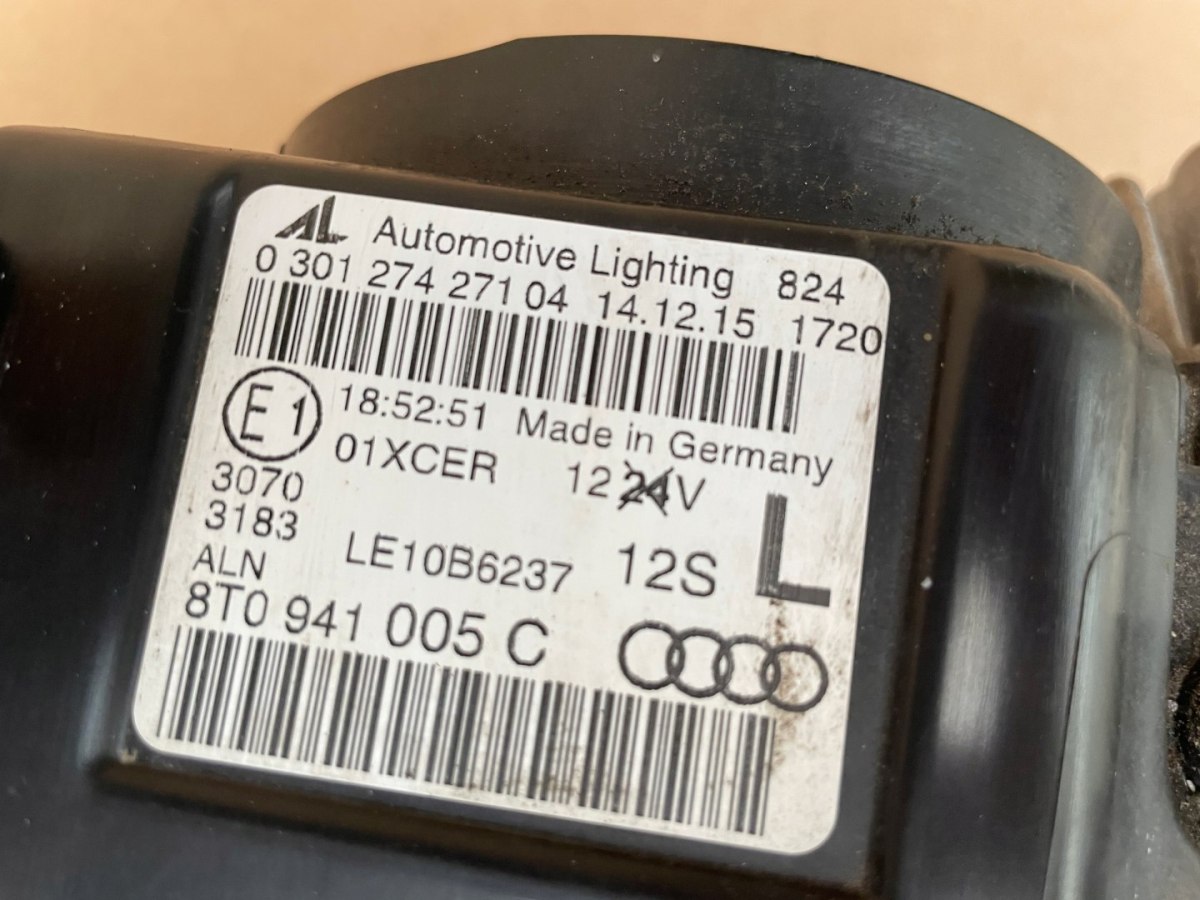 AL Automotive Lighting 824
0 301 274 271 04 14.12.15 1720
E1 18:52:51 Made in Germany
01XCER 12 24 V
3070
3183
L
ALN LE10B6237 12S
8T0 941 005 C